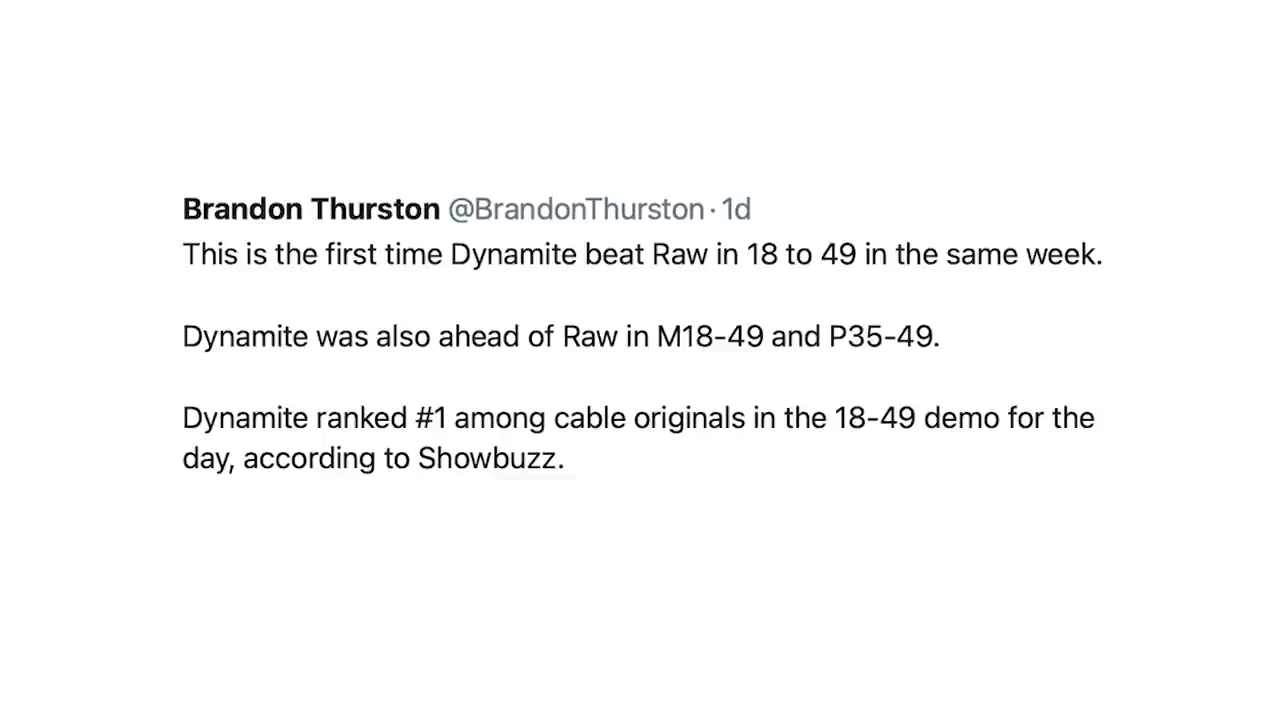 Brandon Thurston @BrandonThurston · 1d
This is the first time Dynamite beat Raw in 18 to 49 in the same week.
Dynamite was also ahead of Raw in M18-49 and P35-49.
Dynamite ranked #1 among cable originals in the 18-49 demo for the
day, according to Showbuzz.